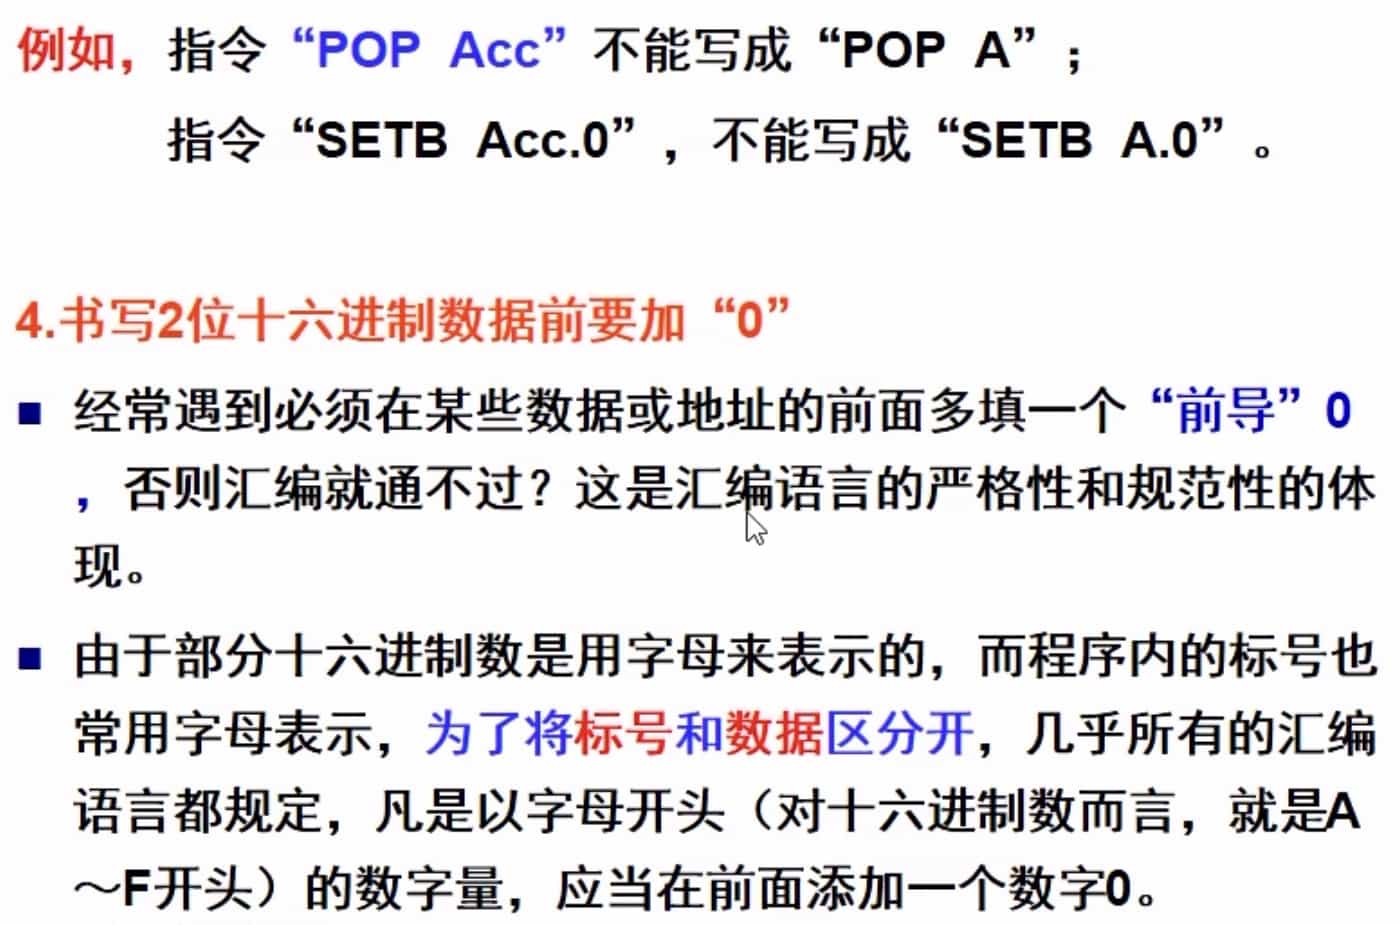 例如，指令“POP Acc”不能写成“POP A”；
指令“SETB Acc.0”，不能写成“SETB A.0”。
4.书写2位十六进制数据前要加“0”
经常遇到必须在某些数据或地址的前面多填一个“前导”0
，否则汇编就通不过？这是汇编语言的严格性和规范性的体
现。
由于部分十六进制数是用字母来表示的，而程序内的标号也
常用字母表示，为了将标号和数据区分开，几乎所有的汇编
语言都规定，凡是以字母开头（对十六进制数而言，就是A
～F开头）的数字量，应当在前面添加一个数字0。